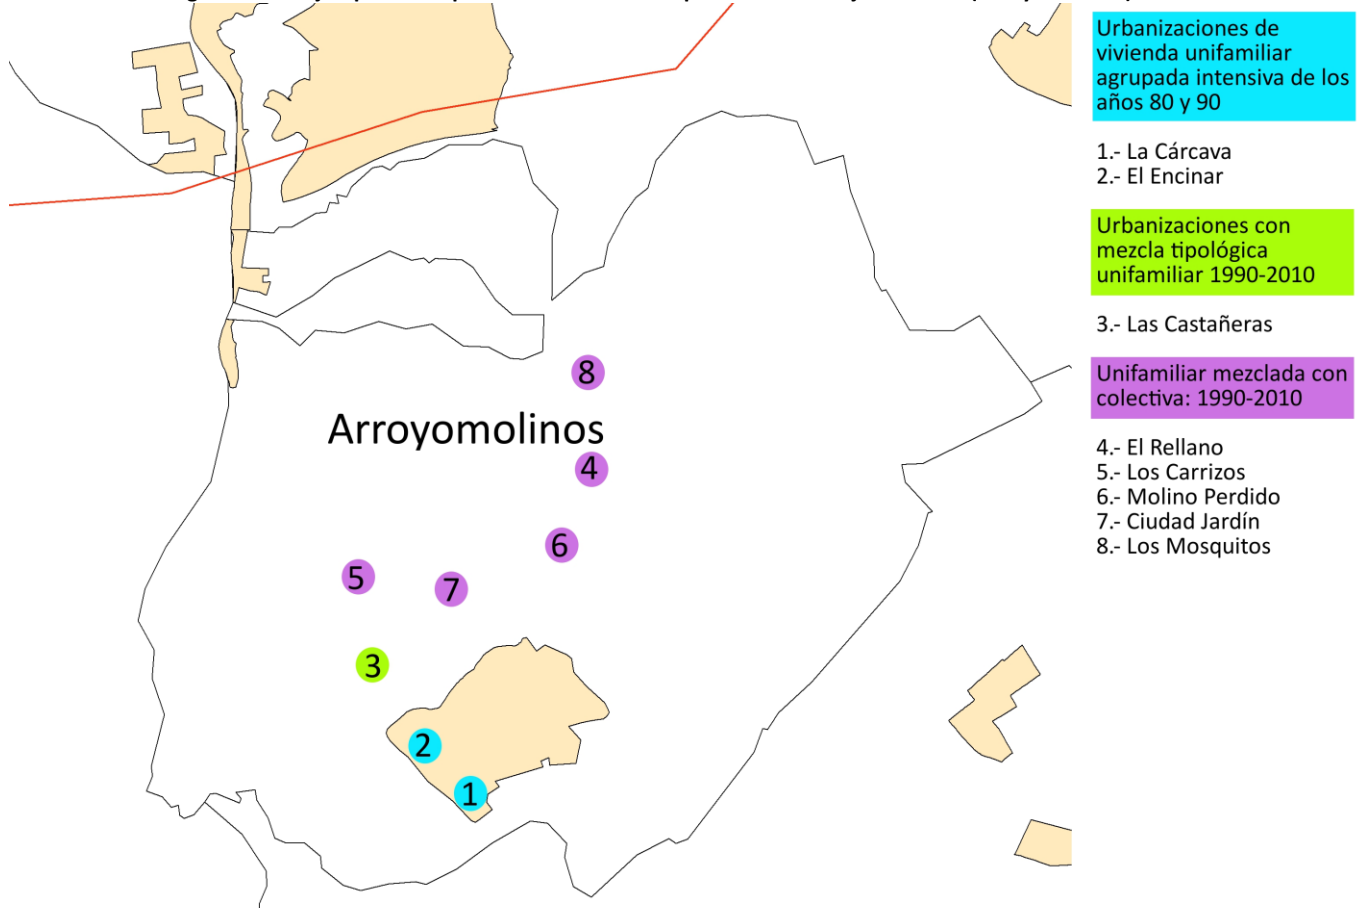 Urbanizaciones de
vivienda unifamiliar
agrupada intensiva de los
años 80 y 90
1.- La Cárcava
2.- El Encinar
Urbanizaciones con
mezcla tipológica
unifamiliar 1990-2010
3.- Las Castañeras
Unifamiliar mezclada con
colectiva: 1990-2010
4.- El Rellano
5.- Los Carrizos
6.- Molino Perdido
7.- Ciudad Jardín
8.- Los Mosquitos
8
Arroyomolinos
4
6
5
7
3
2
1